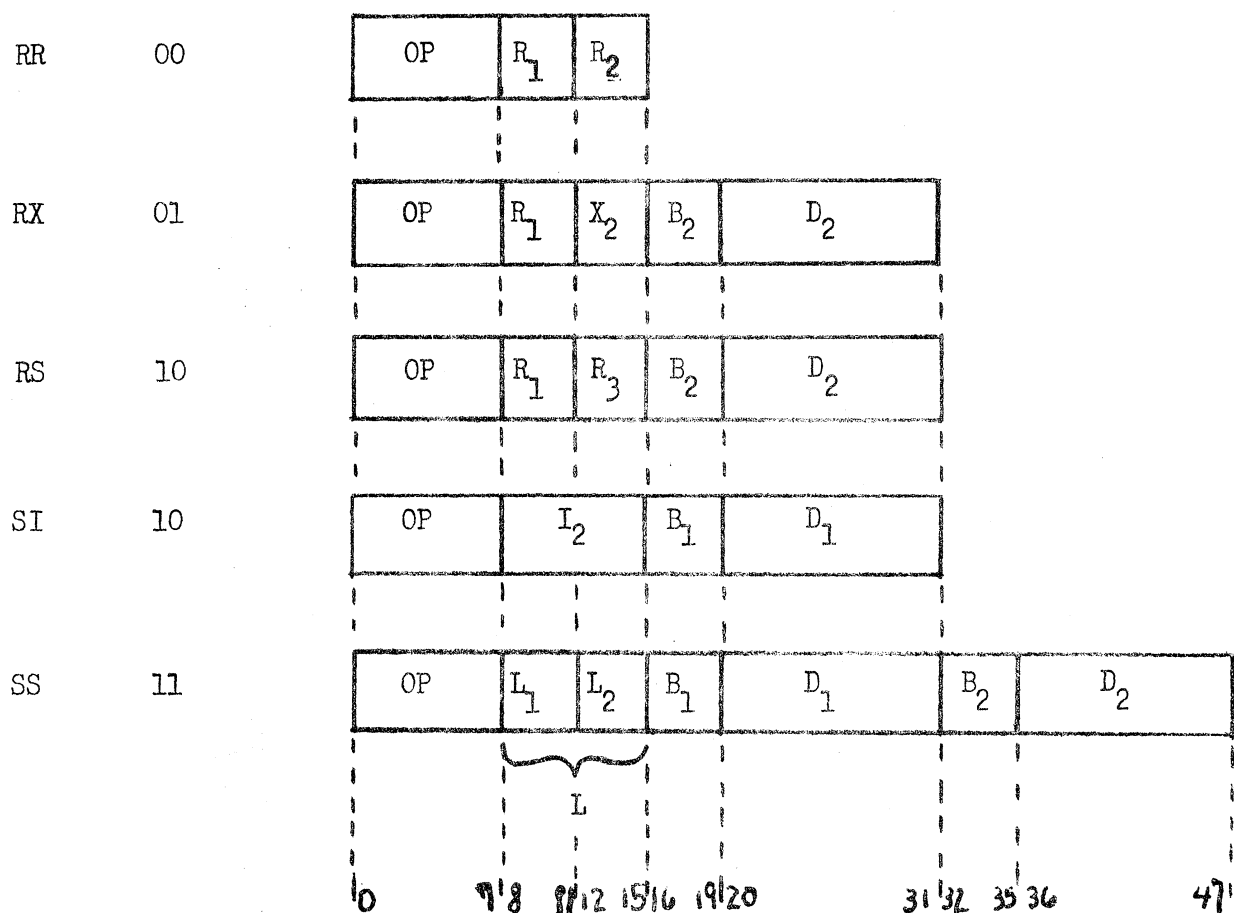 RR 00 OP R1 R2
RX 01 OP R1 X2 B2 D2
RS 10 OP R1 R3 B2 D2
SI 10 OP I2 B1 D1
SS 11 OP L1 L2 B1 D1 B2 D2
L
0 7 8 12 15 16 19 20 31 32 35 36 47